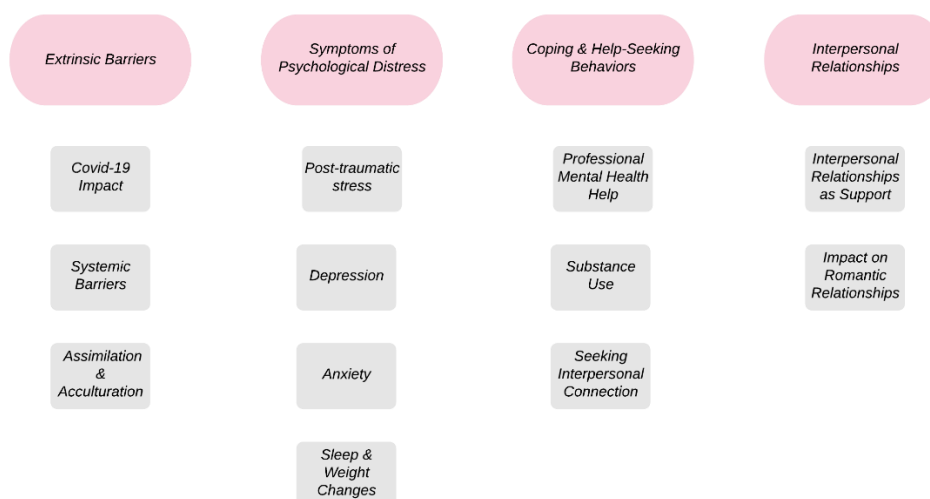 Extrinsic Barriers
Symptoms of
Psychological Distress
Coping & Help-Seeking
Behaviors
Interpersonal
Relationships
Covid-19
Impact
Post-traumatic
stress
Professional
Mental Health
Help
Interpersonal
Relationships
as Support
Systemic
Barriers
Depression
Substance
Use
Impact on
Romantic
Relationships
Assimilation
&
Acculturation
Anxiety
Seeking
Interpersonal
Connection
Sleep &
Weight
Changes